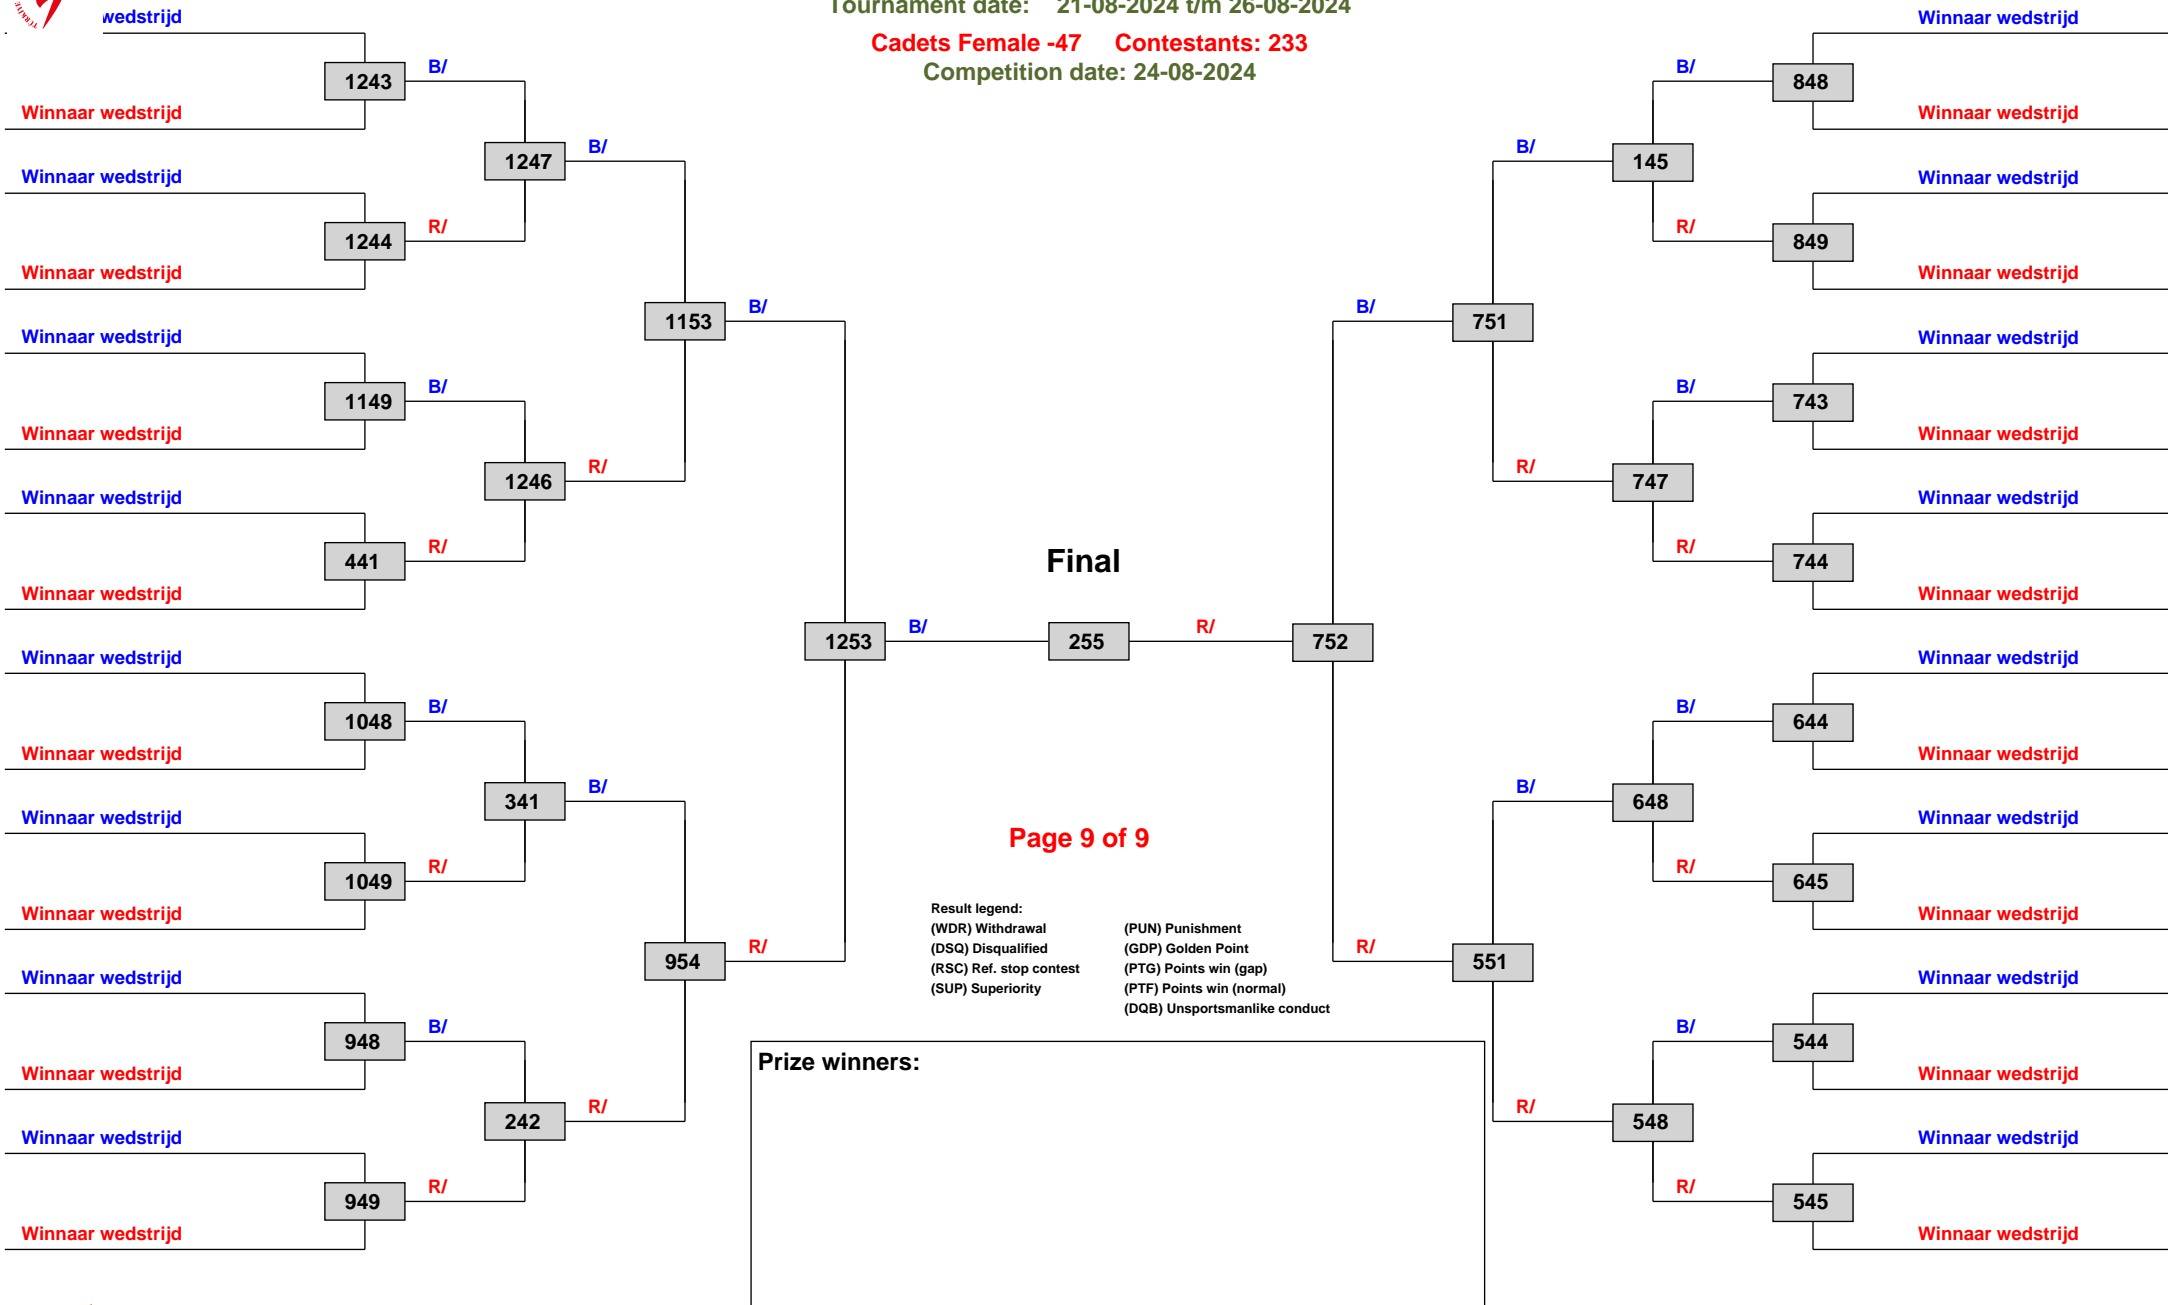 Tournament date: 21-08-2024 t/m 26-08-2024
Cadets Female -47 Contestants: 233
Competition date: 24-08-2024
TÜRKİYE
wedstrijd
1243
B/
Winnaar wedstrijd
1247
B/
Winnaar wedstrijd
1244
R/
Winnaar wedstrijd
1153
B/
Winnaar wedstrijd
1149
B/
Winnaar wedstrijd
1246
R/
Winnaar wedstrijd
441
R/
Winnaar wedstrijd
1253
B/
Winnaar wedstrijd
1048
B/
Winnaar wedstrijd
341
B/
Winnaar wedstrijd
1049
R/
Winnaar wedstrijd
954
R/
Winnaar wedstrijd
948
B/
Winnaar wedstrijd
242
R/
Winnaar wedstrijd
949
R/
Winnaar wedstrijd
Final
255
R/
752
Winnaar wedstrijd
B/
848
Winnaar wedstrijd
B/
145
Winnaar wedstrijd
R/
849
Winnaar wedstrijd
B/
751
Winnaar wedstrijd
B/
743
Winnaar wedstrijd
R/
747
Winnaar wedstrijd
R/
744
Winnaar wedstrijd
Winnaar wedstrijd
B/
644
Winnaar wedstrijd
B/
648
Winnaar wedstrijd
R/
645
Winnaar wedstrijd
R/
551
Winnaar wedstrijd
B/
544
Winnaar wedstrijd
R/
548
Winnaar wedstrijd
R/
545
Winnaar wedstrijd
Page 9 of 9
Result legend:
(WDR) Withdrawal (PUN) Punishment
(DSQ) Disqualified (GDP) Golden Point
(RSC) Ref. stop contest (PTG) Points win (gap)
(SUP) Superiority (PTF) Points win (normal)
(DQB) Unsportsmanlike conduct
Prize winners: